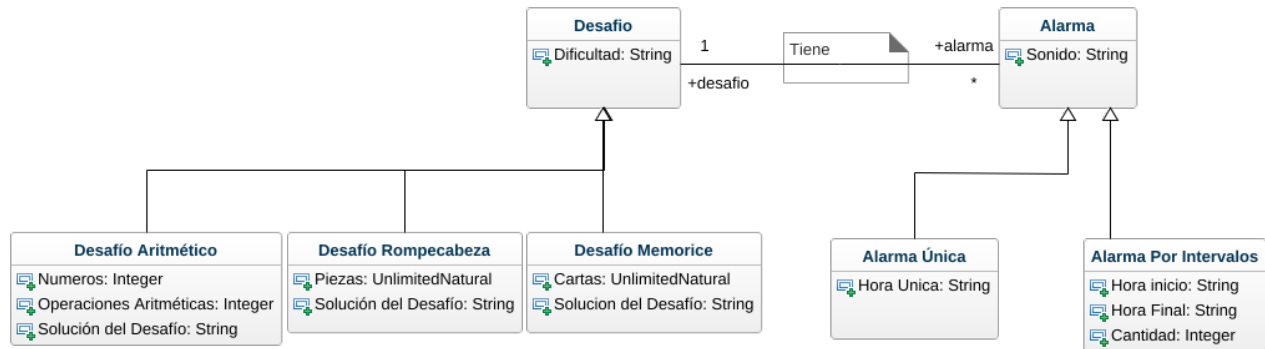 Desafio
Dificultad: String
1
+desafio
Tiene
+alarma
*
Alarma
Sonido: String
Desafío Aritmético
Numeros: Integer
Operaciones Aritméticas: Integer
Solución del Desafío: String
Desafío Rompecabeza
Piezas: UnlimitedNatural
Solución del Desafío: String
Desafío Memorice
Cartas: UnlimitedNatural
Solucion del Desafío: String
Alarma Única
Hora Unica: String
Alarma Por Intervalos
Hora inicio: String
Hora Final: String
Cantidad: Integer